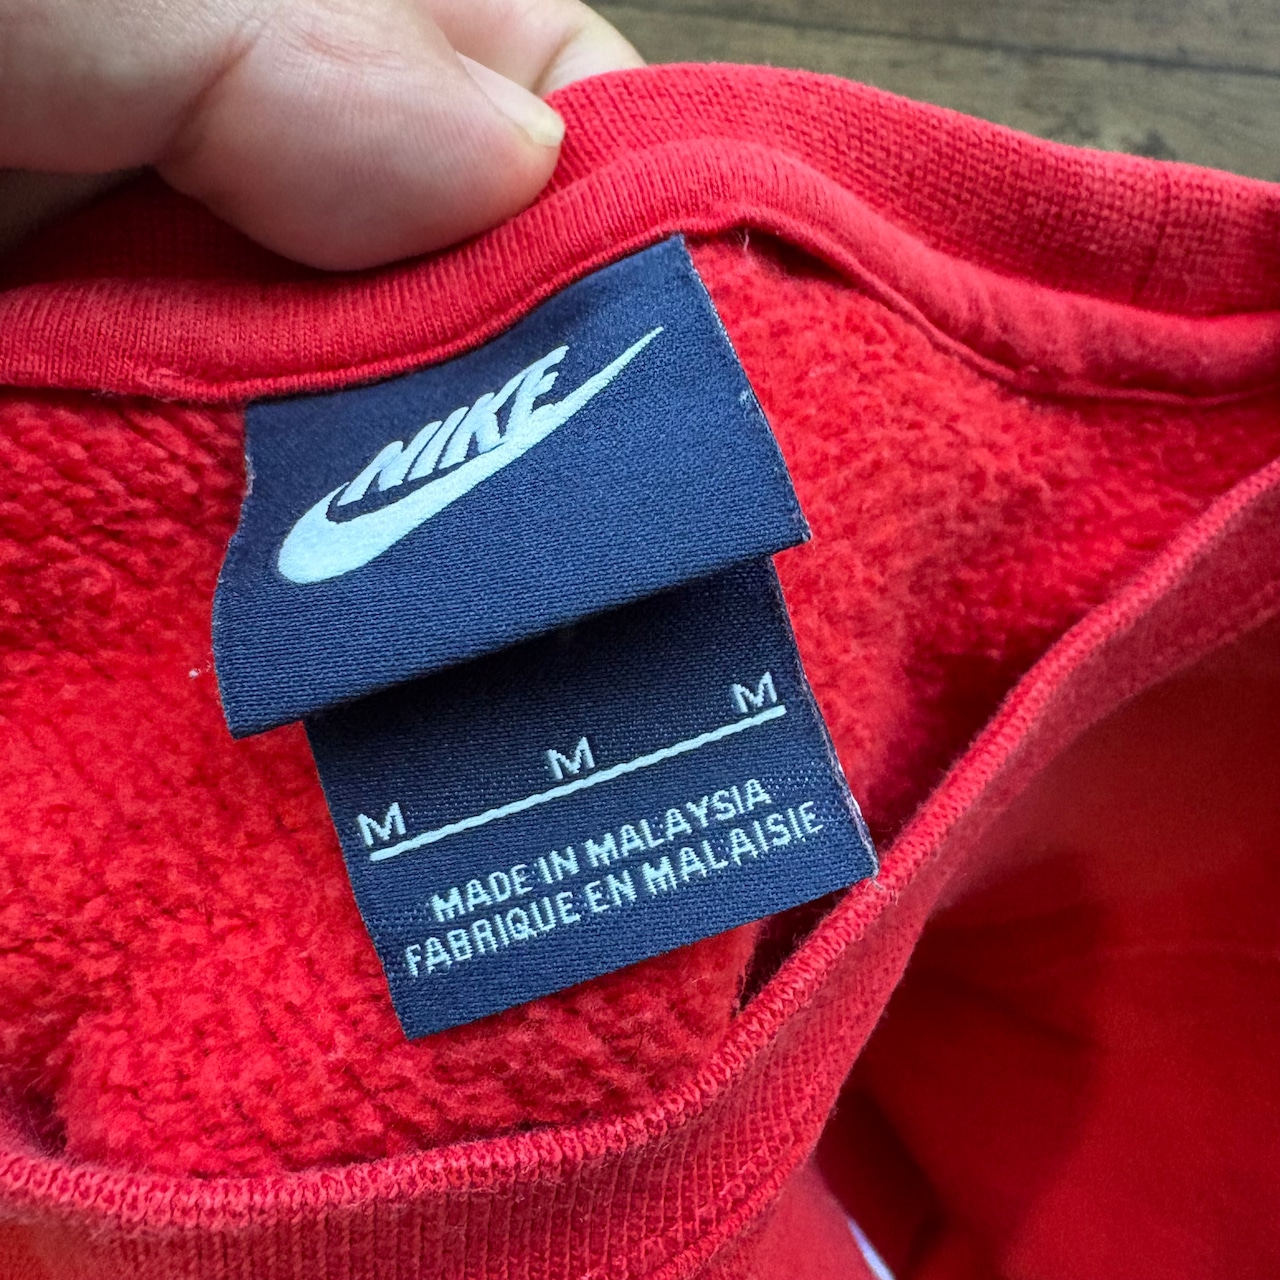 NIKE
M M M
MADE IN MALAYSIA
FABRIQUE EN MALAISIE